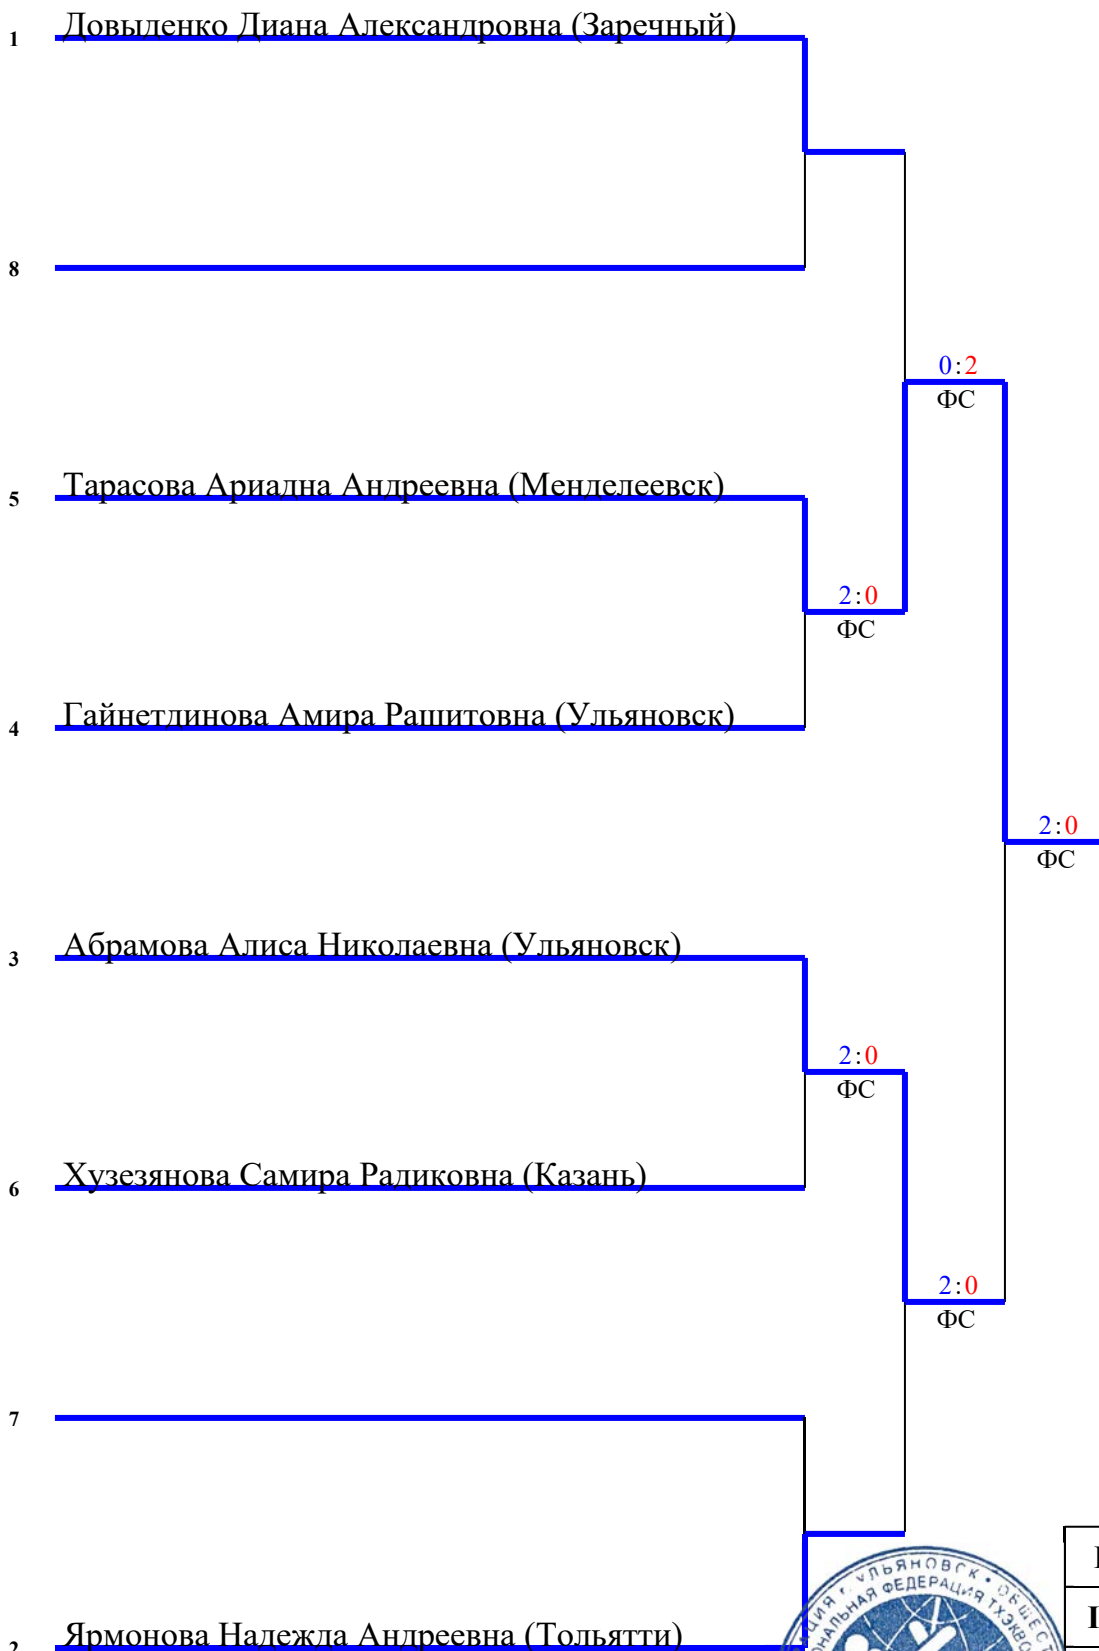 1 Довыденко Диана Александровна (Заречный)
8
0:2
ФС
5 Тарасова Ариадна Андреевна (Менделеевск)
2:0
ФС
4 Гайнетдинова Амира Рашитовна (Ульяновск)
2:0
ФС
3 Абрамова Алиса Николаевна (Ульяновск)
2:0
ФС
6 Хузезянова Самира Радиковна (Казань)
2:0
ФС
7
УЛЬЯНОВСК
ФЕДЕРАЦИЯ
2 Ярмонова Надежда Андреевна (Тольятти)